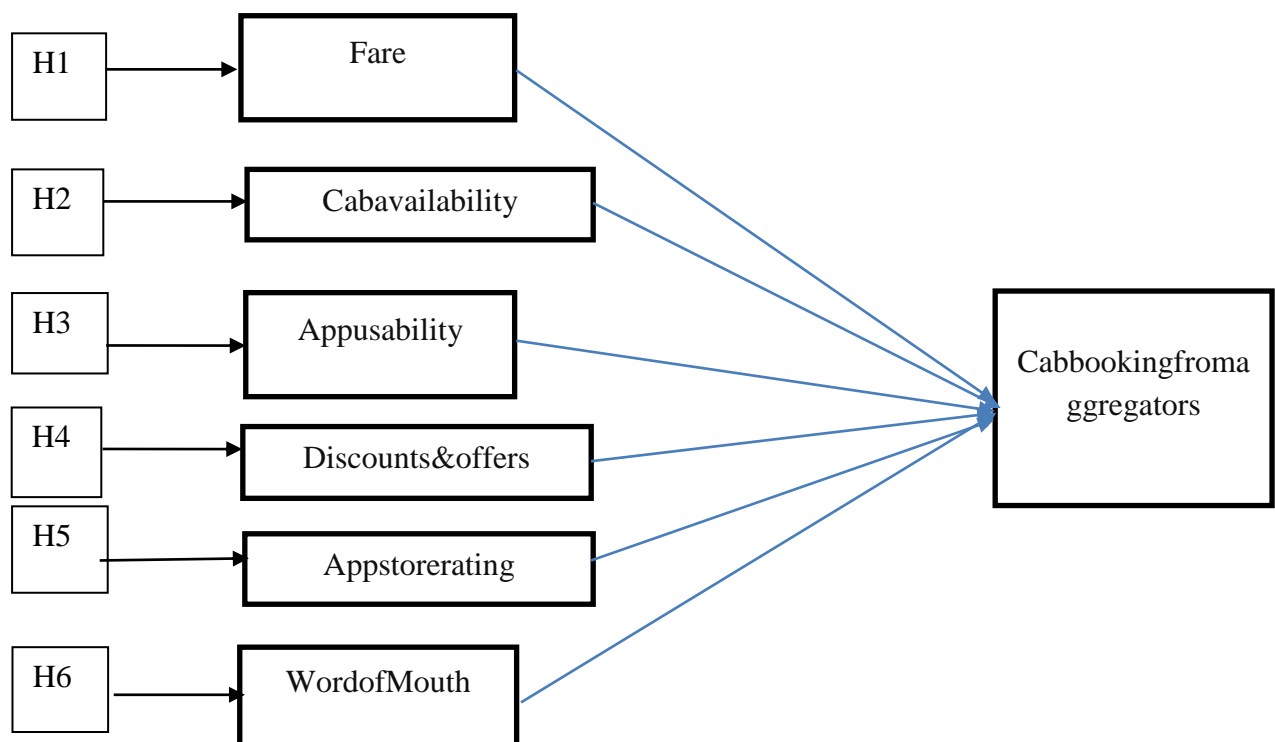 H1
Fare
H2
Cabavailability
H3
Appusability
Cabbookingfroma
ggregators
H4
Discounts&offers
H5
Appstorerating
H6
WordofMouth